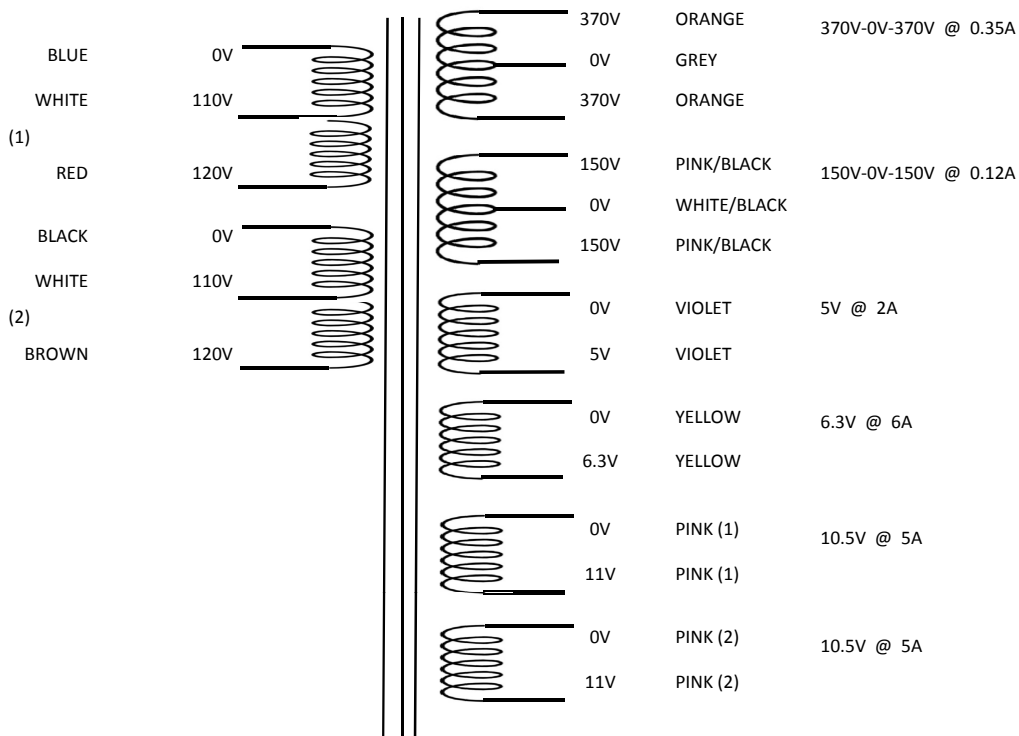 BLUE 0V
WHITE 110V
(1)
RED 120V
BLACK 0V
WHITE 110V
(2)
BROWN 120V
370V ORANGE 370V-0V-370V @ 0.35A
0V GREY
370V ORANGE
150V PINK/BLACK 150V-0V-150V @ 0.12A
0V WHITE/BLACK
150V PINK/BLACK
0V VIOLET 5V @ 2A
5V VIOLET
0V YELLOW 6.3V @ 6A
6.3V YELLOW
0V PINK (1) 10.5V @ 5A
11V PINK (1)
0V PINK (2) 10.5V @ 5A
11V PINK (2)